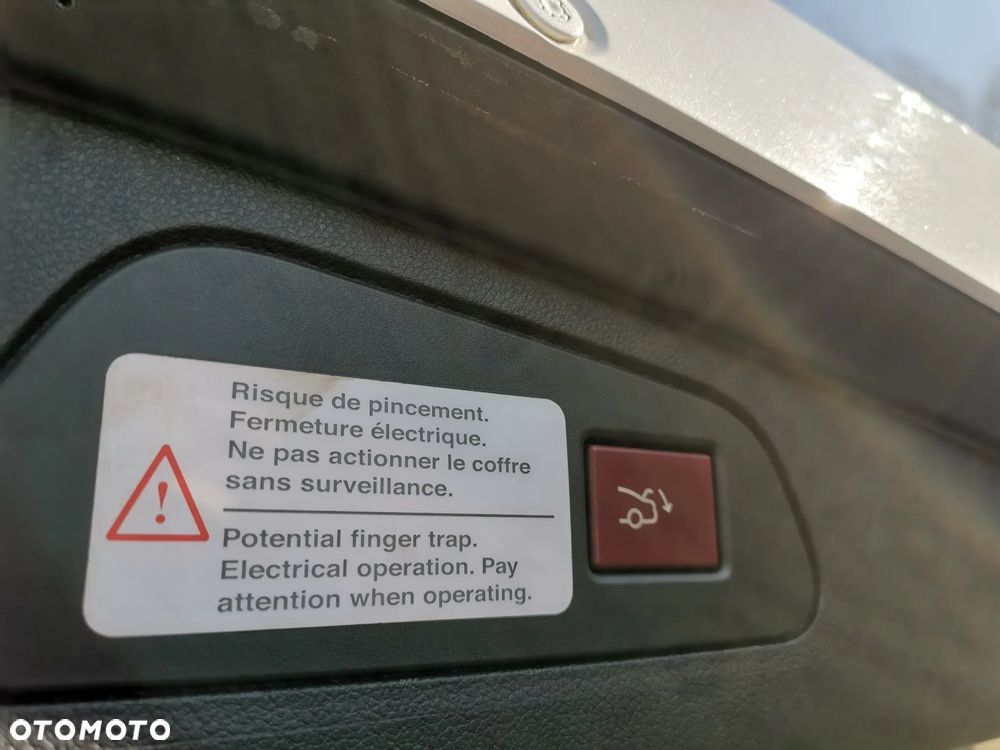 Risque de pincement.
Fermeture électrique.
Ne pas actionner le coffre
sans surveillance.
Potential finger trap.
Electrical operation. Pay
attention when operating.
OTOMOTO